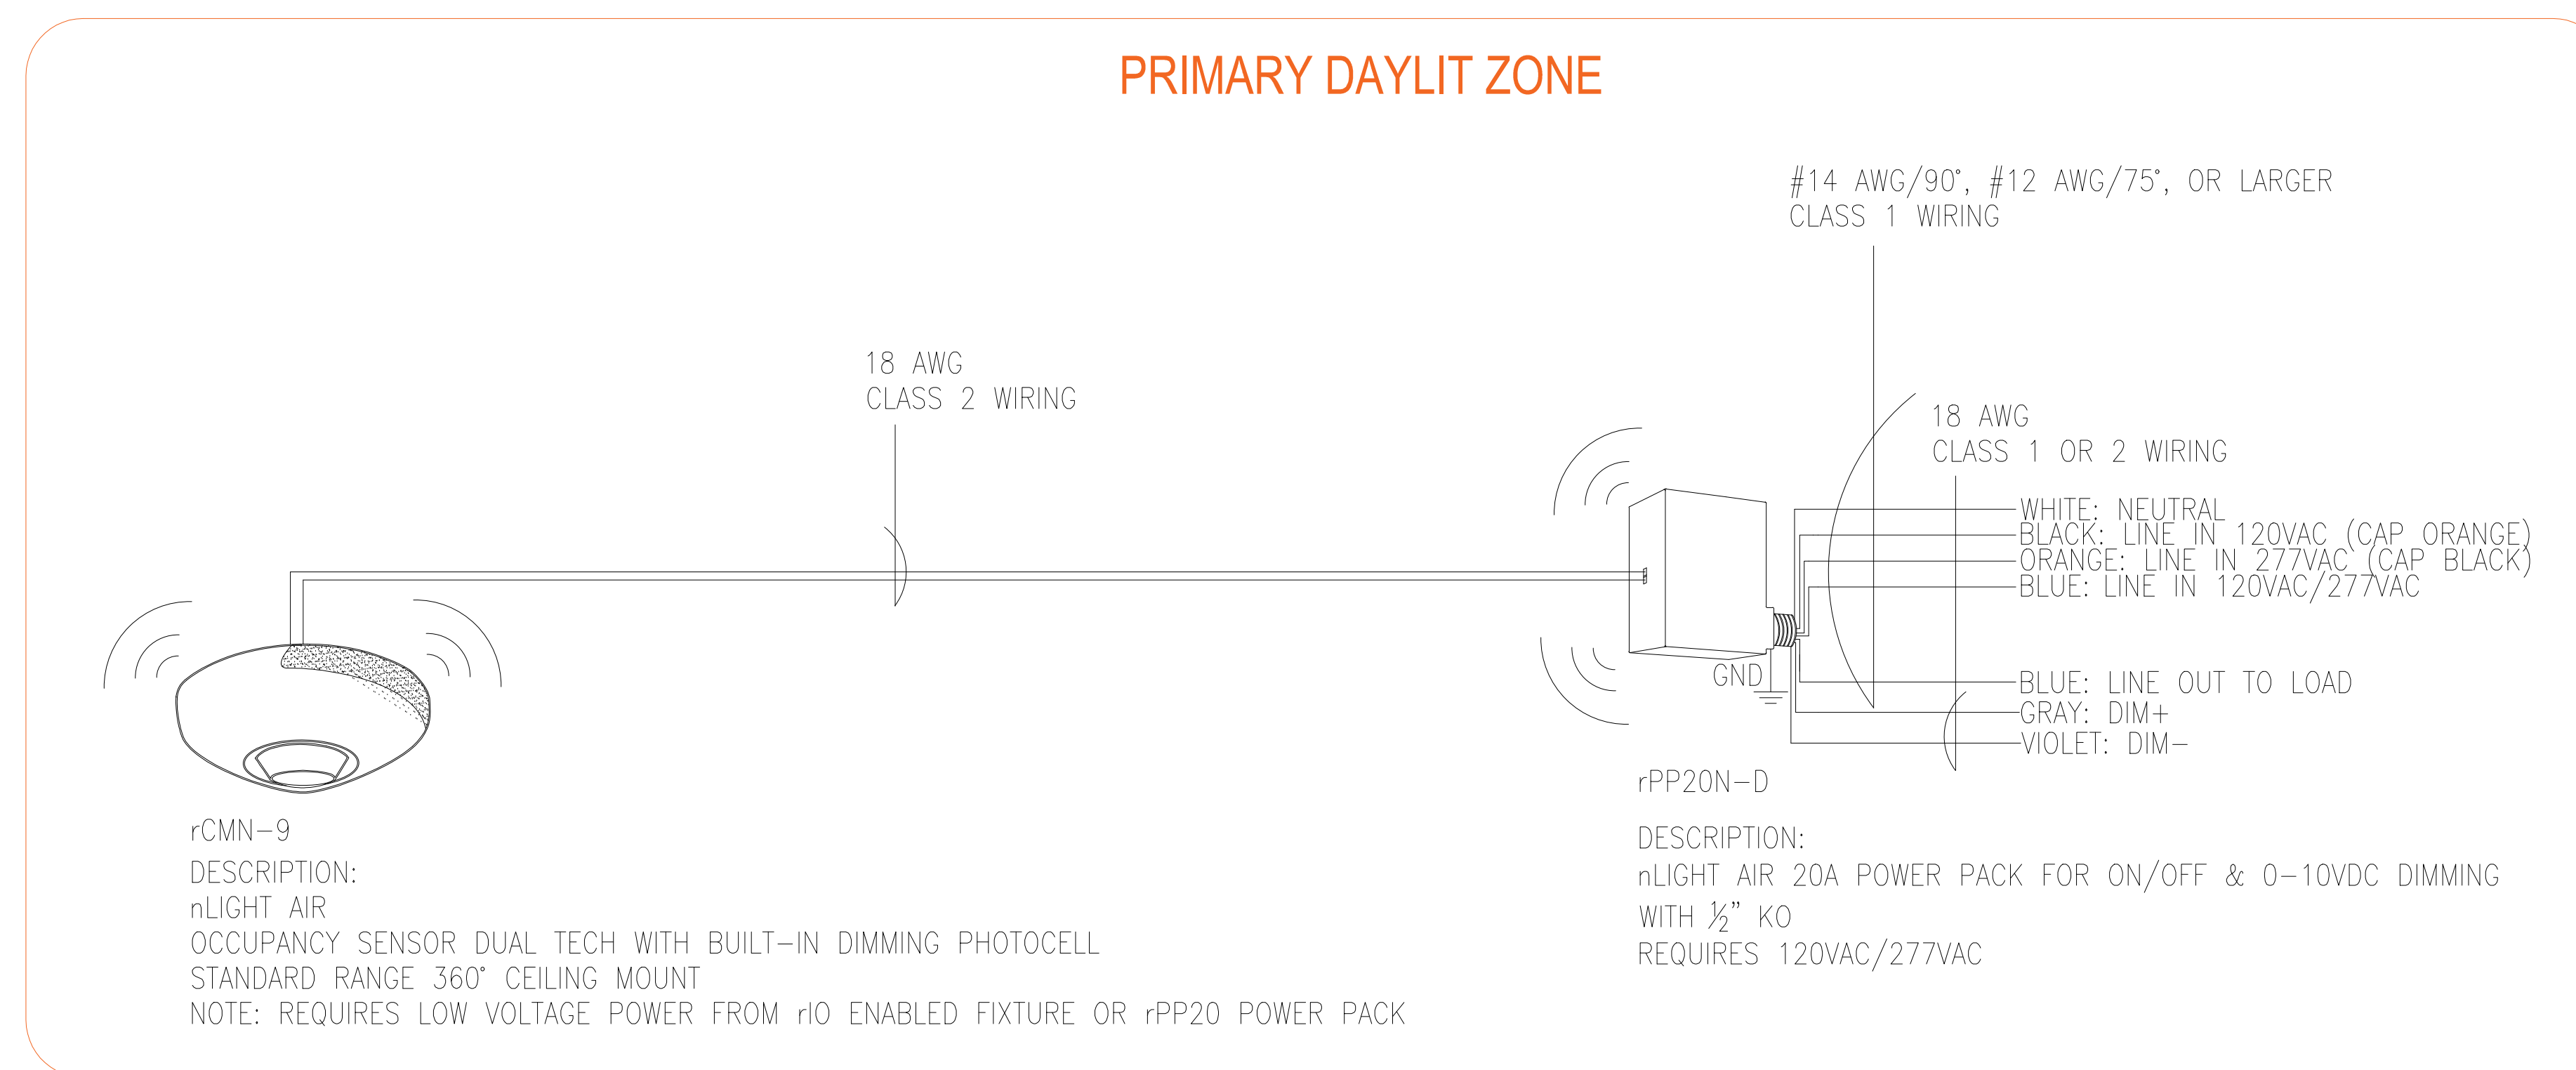 PRIMARY DAYLIT ZONE
#14 AWG/90°, #12 AWG/75°, OR LARGER
CLASS 1 WIRING
18 AWG
CLASS 2 WIRING
18 AWG
CLASS 1 OR 2 WIRING
WHITE: NEUTRAL
BLACK: LINE IN 120VAC (CAP ORANGE)
ORANGE: LINE IN 277VAC (CAP BLACK)
BLUE: LINE IN 120VAC/277VAC
GND
BLUE: LINE OUT TO LOAD
GRAY: DIM+
VIOLET: DIM-
rCMN-9
DESCRIPTION:
nLIGHT AIR
OCCUPANCY SENSOR DUAL TECH WITH BUILT-IN DIMMING PHOTOCELL
STANDARD RANGE 360° CEILING MOUNT
NOTE: REQUIRES LOW VOLTAGE POWER FROM rIO ENABLED FIXTURE OR rPP20 POWER PACK
rPP20N-D
DESCRIPTION:
nLIGHT AIR 20A POWER PACK FOR ON/OFF & 0-10VDC DIMMING
WITH ½" KO
REQUIRES 120VAC/277VAC